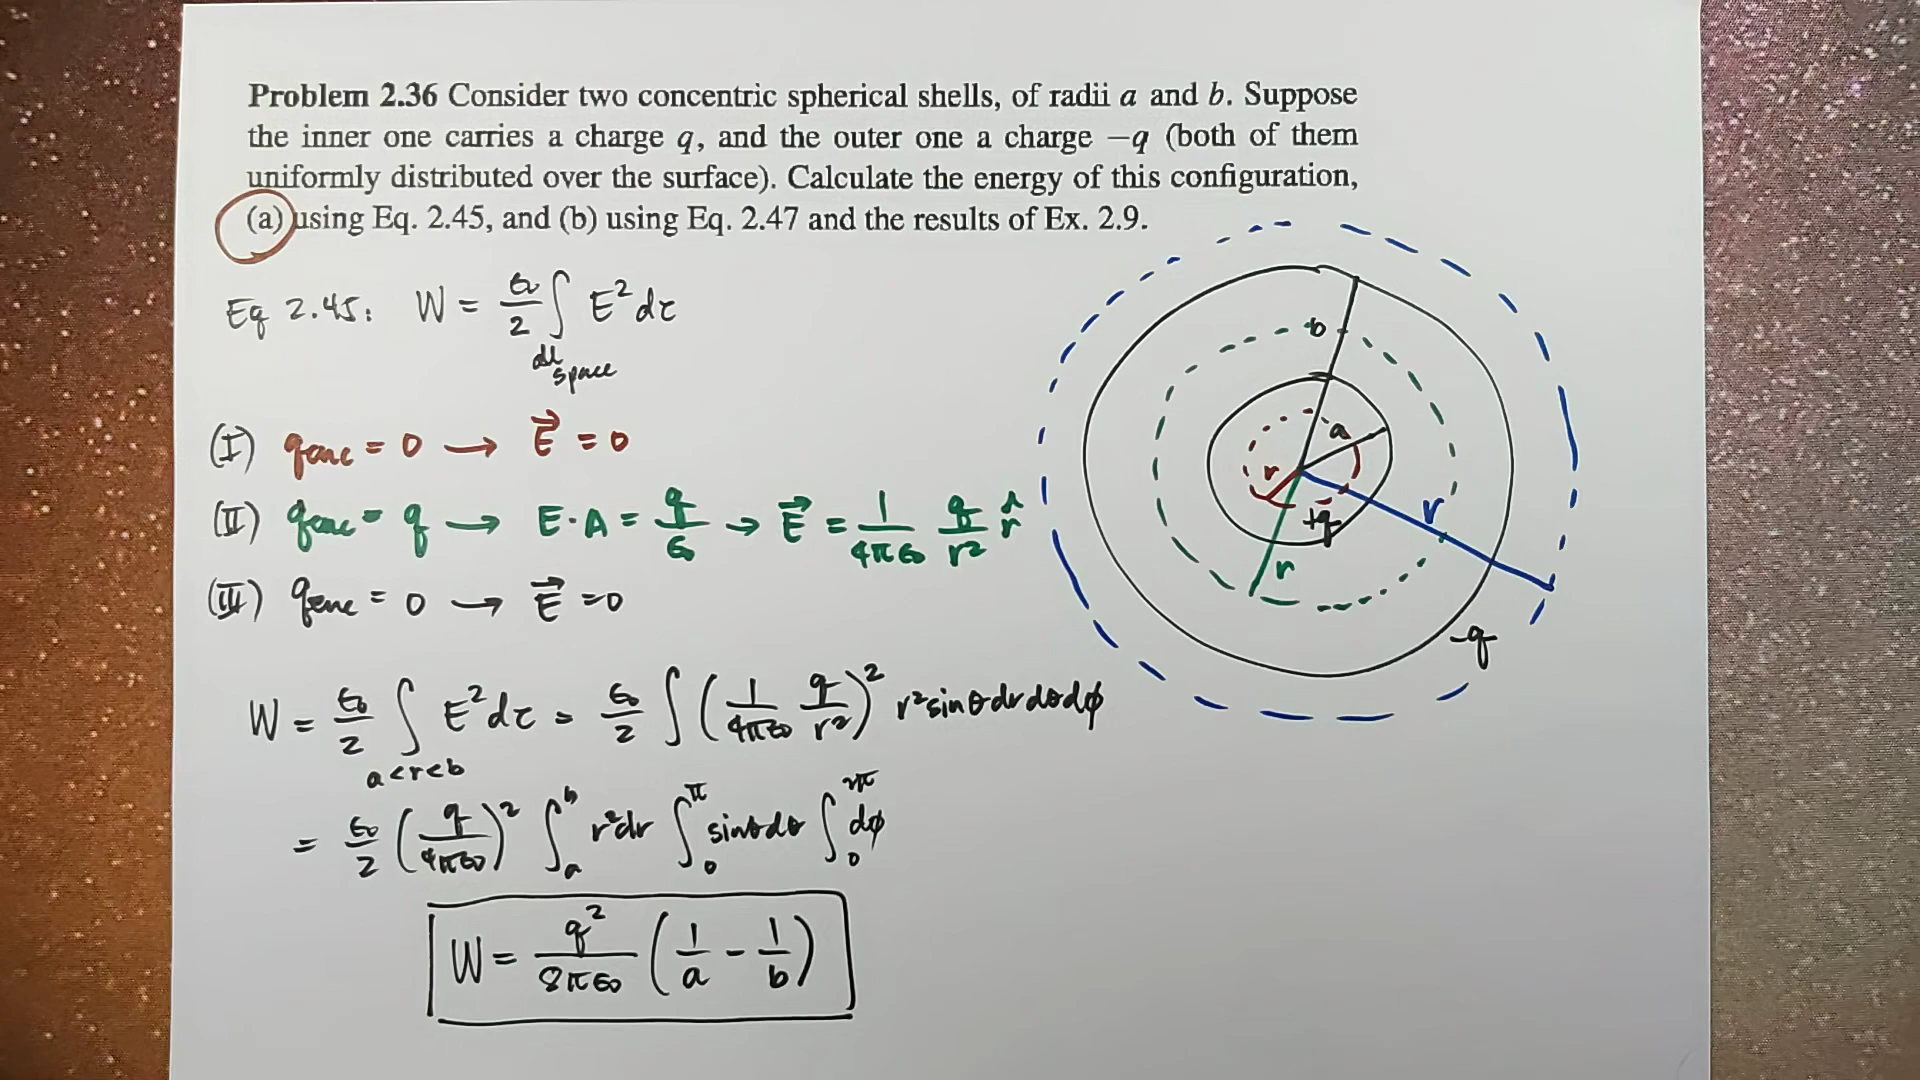 Problem 2.36 Consider two concentric spherical shells, of radii a and b. Suppose
the inner one carries a charge q, and the outer one a charge −q (both of them
uniformly distributed over the surface). Calculate the energy of this configuration,
(a) using Eq. 2.45, and (b) using Eq. 2.47 and the results of Ex. 2.9.
Eq 2.45: W = ε₀/2 ∫ E² dτ
all space
(I) qenc = 0 → E⃗ = 0
(II) qenc = q → E·A = q/ε₀ → E⃗ = 1/4πε₀ q/r² r̂
(III) qenc = 0 → E⃗ = 0
W = ε₀/2 ∫ E² dτ = ε₀/2 ∫ (1/4πε₀ q/r²)² r² sinθ dr dθ dϕ
a<r<b
= ε₀/2 (q/4πε₀)² ∫ₐᵇ r² dr ∫₀^π sinθ dθ ∫₀^2π dϕ
W = q²/8πε₀ (1/a - 1/b)
b
a
r
+q
r
r
-q